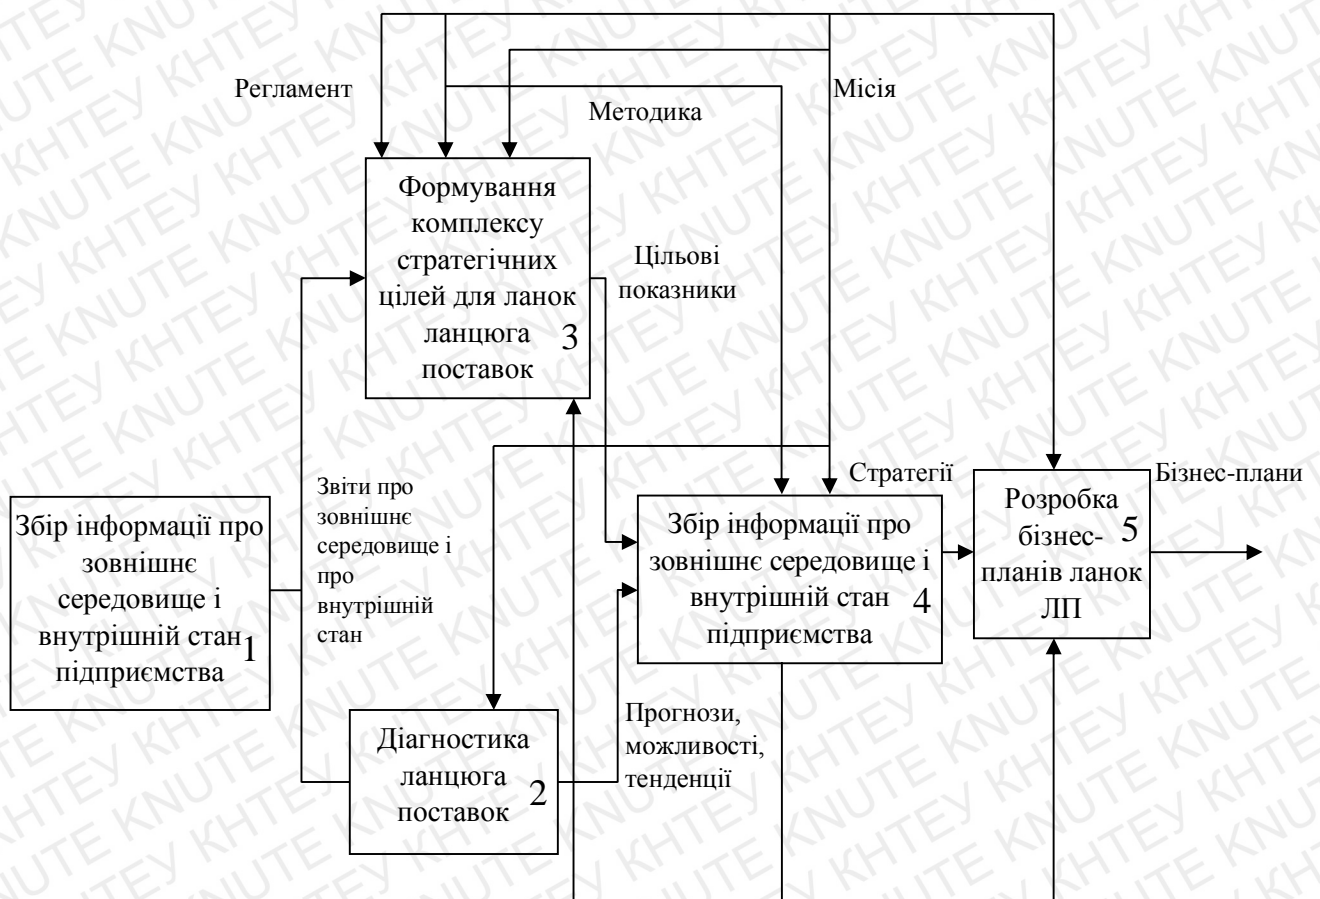 Регламент
Методика
Місія
Формування
комплексу
стратегічних
цілей для ланок
ланцюга
поставок
3
Цільові
показники
Збір інформації про
зовнішнє
середовище і
внутрішній стан
підприємства
1
Звіти про
зовнішнє
середовище і
про
внутрішній
стан
Стратегії
Збір інформації про
зовнішнє середовище і
внутрішній стан
підприємства
4
Розробка
бізнес-
планів ланок
ЛП
5
Бізнес-плани
Діагностика
ланцюга
поставок
2
Прогнози,
можливості,
тенденції
КНТЕУ KNUTE